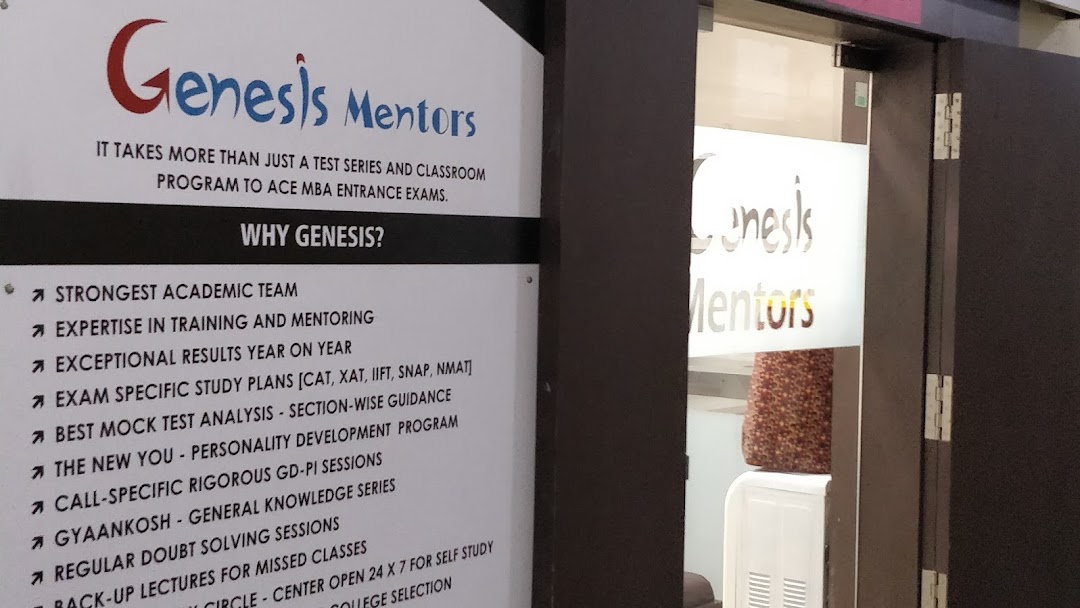 Genesis Mentors
IT TAKES MORE THAN JUST A TEST SERIES AND CLASSROOM
PROGRAM TO ACE MBA ENTRANCE EXAMS.
WHY GENESIS?
STRONGEST ACADEMIC TEAM
EXPERTISE IN TRAINING AND MENTORING
EXCEPTIONAL RESULTS YEAR ON YEAR
EXAM SPECIFIC STUDY PLANS [CAT, XAT, IIFT, SNAP, NMAT]
BEST MOCK TEST ANALYSIS - SECTION-WISE GUIDANCE
THE NEW YOU - PERSONALITY DEVELOPMENT PROGRAM
CALL-SPECIFIC RIGOROUS GD-PI SESSIONS
GYAANKOSH - GENERAL KNOWLEDGE SERIES
REGULAR DOUBT SOLVING SESSIONS
BACK-UP LECTURES FOR MISSED CLASSES
CIRCLE - CENTER OPEN 24 X 7 FOR SELF STUDY
COLLEGE SELECTION
Genesis
Mentors